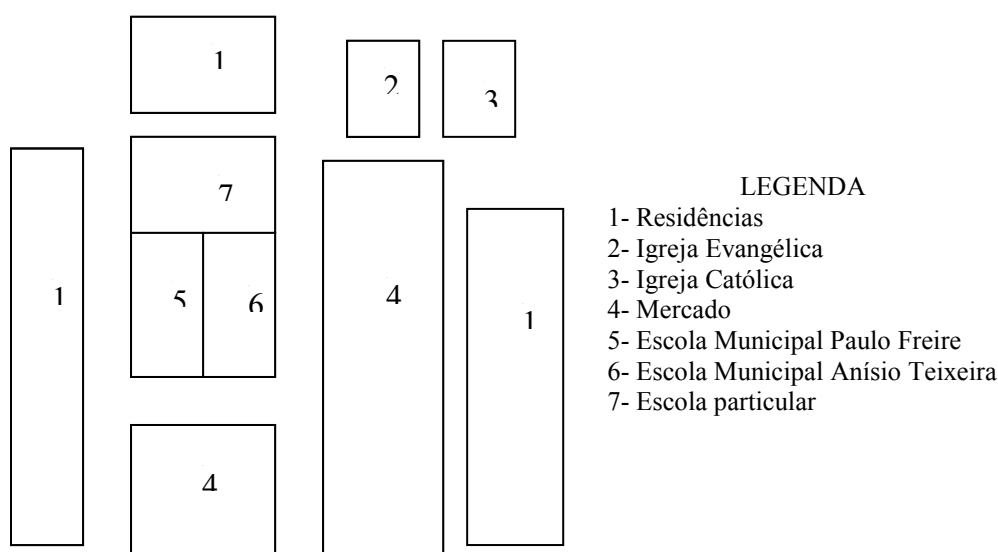 1
2
3
7
1
5
6
4
1
4
LEGENDA
1- Residências
2- Igreja Evangélica
3- Igreja Católica
4- Mercado
5- Escola Municipal Paulo Freire
6- Escola Municipal Anísio Teixeira
7- Escola particular